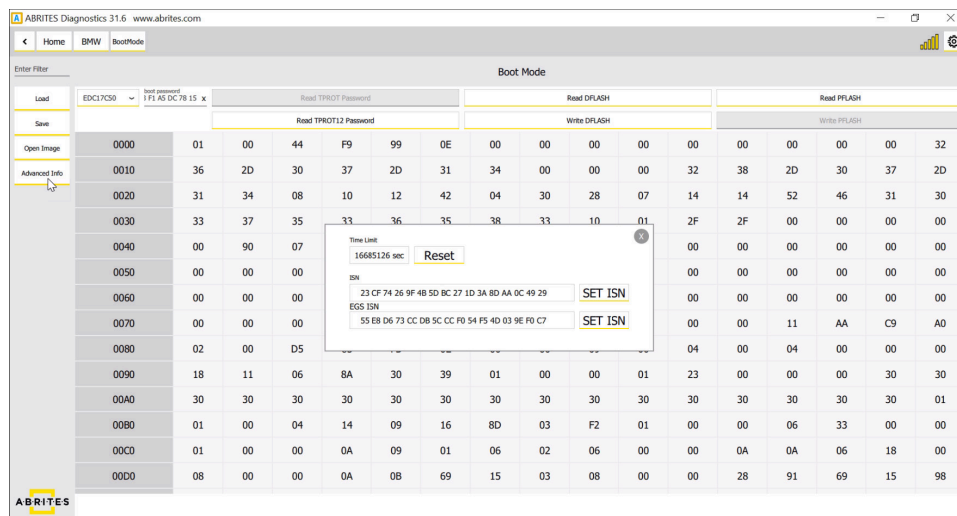 A ABRITES Diagnostics 31.6 www.abrites.com
Home BMW BootMode
Enter Filter
Boot Mode
Load
Save
Open Image
Advanced Info
EDC17C50
boot password
F1 A5 DC 78 15 x
Read TPROT Password
Read DFLASH
Read PFLASH
Read TPROT12 Password
Write DFLASH
Write PFLASH
0000 01 00 44 F9 99 0E 00 00 00 00 00 00 00 00 00 32
0010 36 2D 30 37 2D 31 34 00 00 00 32 38 2D 30 37 2D
0020 31 34 08 10 12 42 04 30 28 07 14 14 52 46 31 30
0030 33 37 35 33 36 35 38 33 10 01 2F 2F 00 00 00 00
0040 00 90 07 00 00 00 00 00 00
0050 00 00 00 00 00 00 00 00 00
0060 00 00 00 00 00 00 00 00 00
0070 00 00 00 00 00 11 AA C9 A0
0080 02 00 D5 04 00 04 00 00 00
0090 18 11 06 8A 30 39 01 00 00 01 23 00 00 00 30 30
00A0 30 30 30 30 30 30 30 30 30 30 30 30 30 30 30 01
00B0 01 00 04 14 09 16 8D 03 F2 01 00 00 06 33 00 00
00C0 01 00 00 0A 09 01 06 02 06 00 00 0A 0A 06 18 00
00D0 08 00 00 0A 0B 69 15 03 08 00 00 28 91 69 15 98
X
Time Limit
16685126 sec Reset
ISN
23 CF 74 26 9F 4B 5D BC 27 1D 3A 8D AA 0C 49 29 SET ISN
EGS ISN
55 E8 D6 73 CC DB 5C CC F0 54 F5 4D 03 9E F0 C7 SET ISN
ABRITES